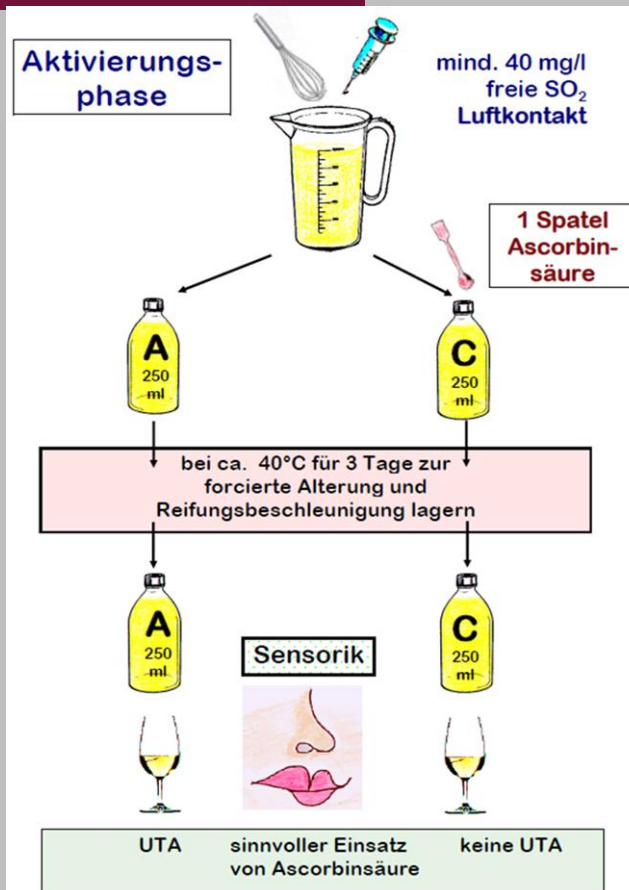 Aktivierungs-
phase
mind. 40 mg/l
freie SO₂
Luftkontakt
1 Spatel
Ascorbin-
säure
A
250
ml
C
250
ml
bei ca. 40°C für 3 Tage zur
forcierte Alterung und
Reifungsbeschleunigung lagern
A
250
ml
C
250
ml
Sensorik
UTA sinnvoller Einsatz keine UTA
von Ascorbinsäure